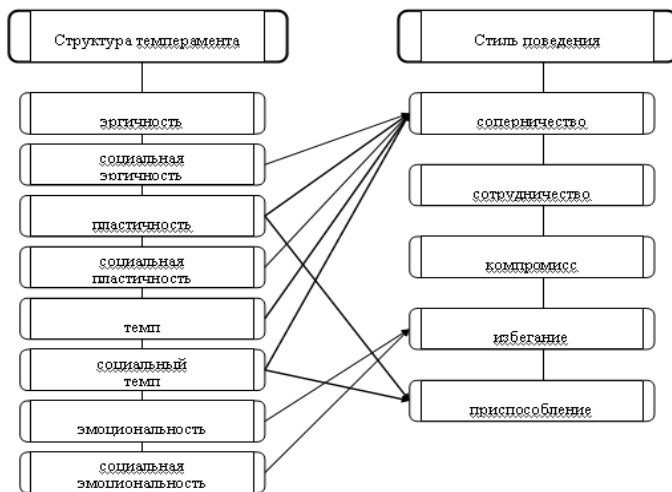 Структура темперамента
эргичность
социальная
эргичность
пластичность
социальная
пластичность
темп
социальный
темп
эмоциональность
социальная
эмоциональность
Стиль поведения
соперничество
сотрудничество
компромисс
избегание
приспособление